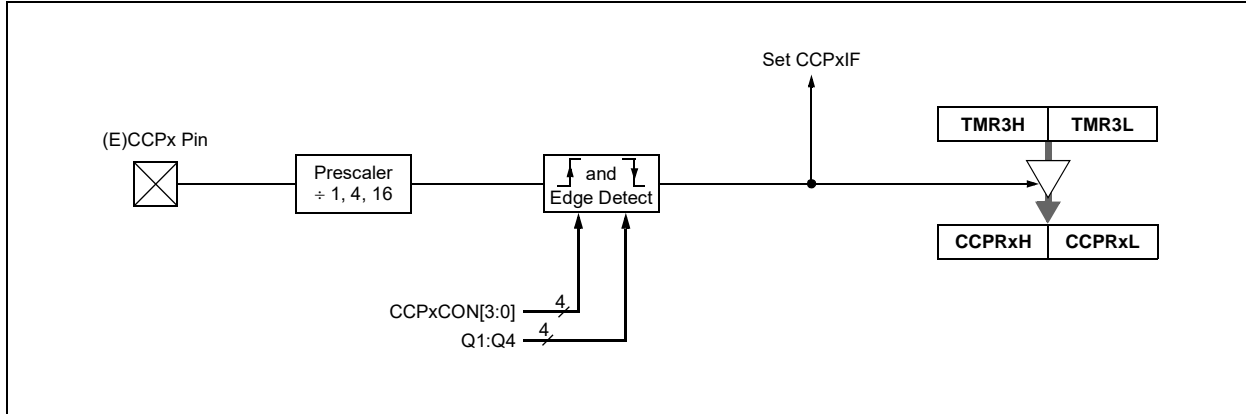 Set CCPxIF
TMR3H TMR3L
(E)CCPx Pin
Prescaler
÷ 1, 4, 16
and
Edge Detect
CCPRxH CCPRxL
CCPxCON[3:0] 4
Q1:Q4 4